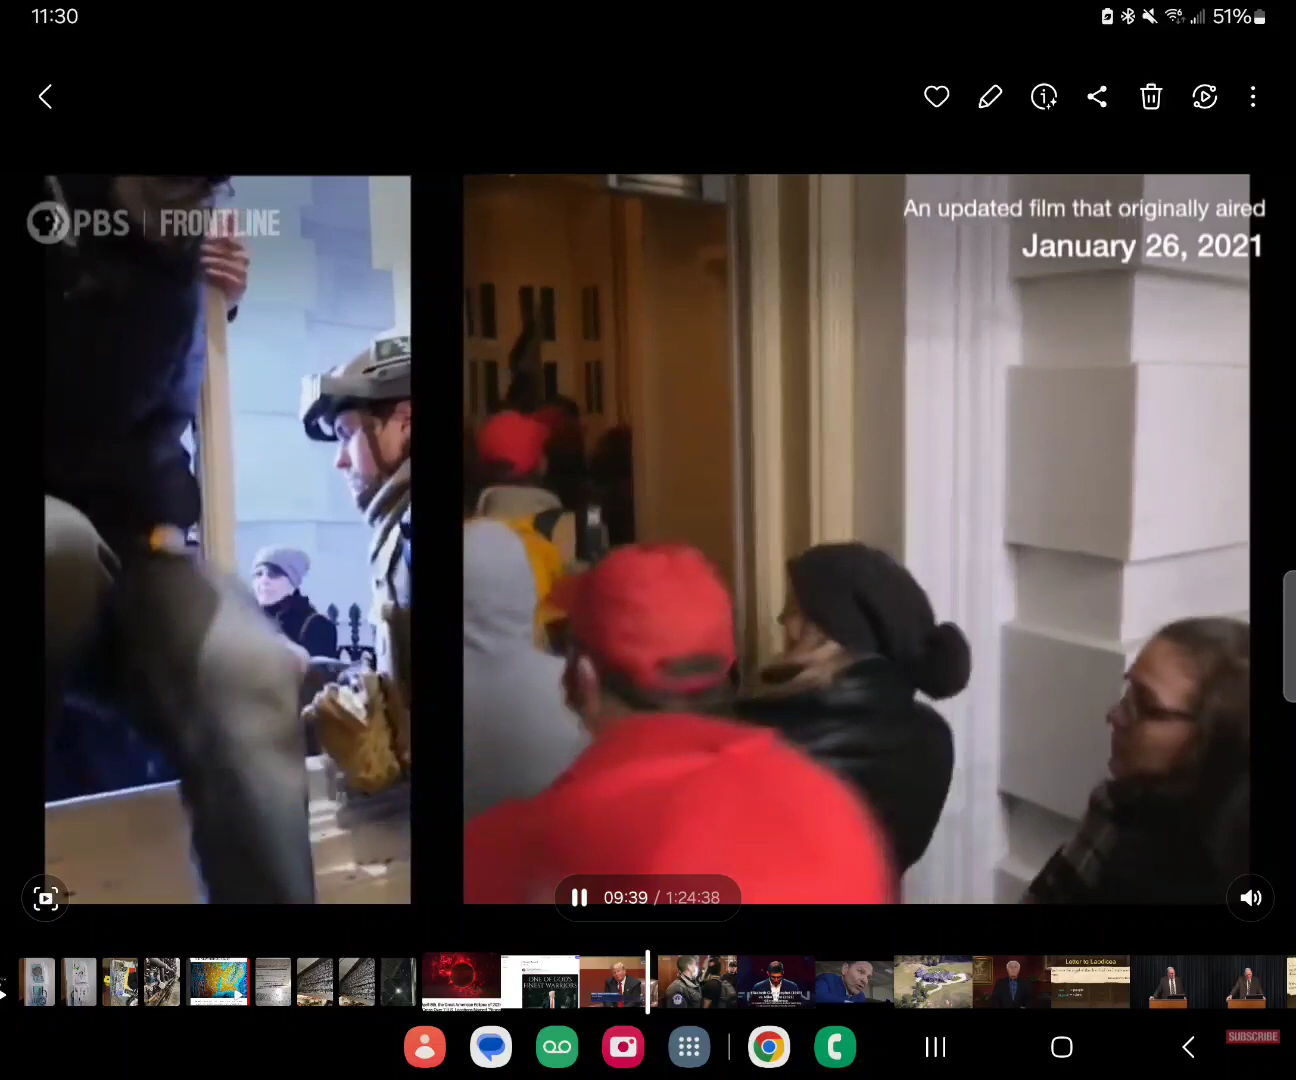 11:30
51%
PBS | FRONTLINE
An updated film that originally aired
January 26, 2021
09:39 / 1:24:38
ONE OF GOD'S
FINEST WARRIORS
Letter to Laodicea
SUBSCRIBE